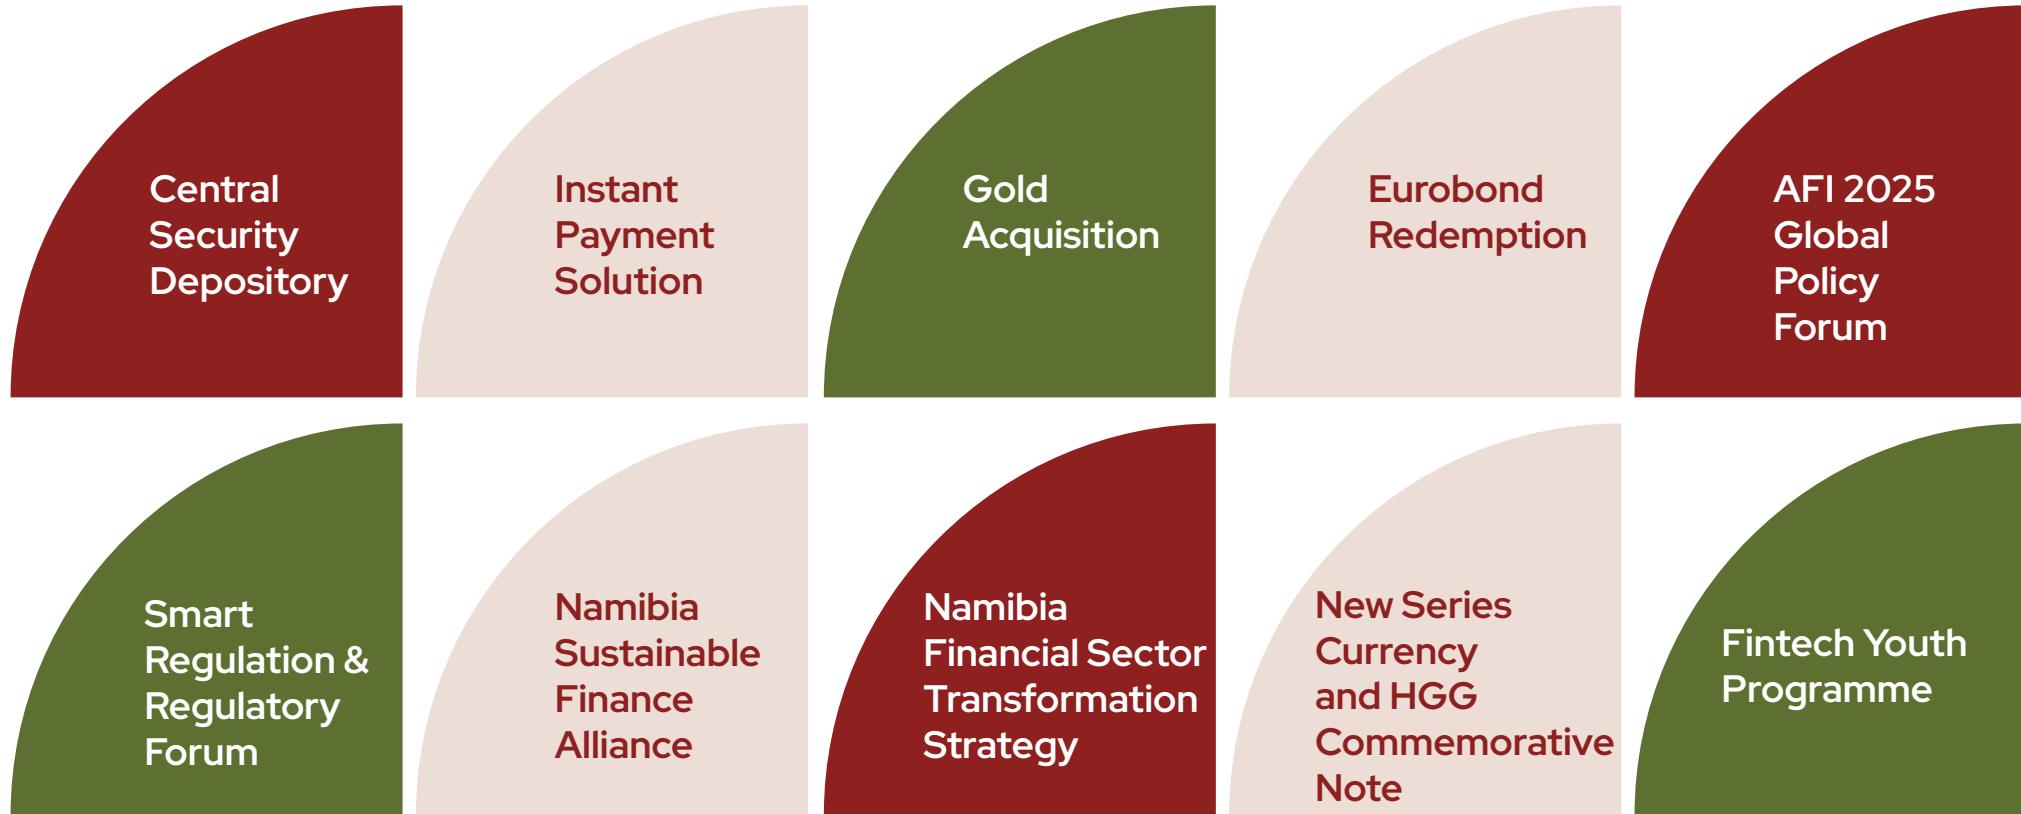 Central
Security
Depository
Instant
Payment
Solution
Gold
Acquisition
Eurobond
Redemption
AFI 2025
Global
Policy
Forum
Smart
Regulation &
Regulatory
Forum
Namibia
Sustainable
Finance
Alliance
Namibia
Financial Sector
Transformation
Strategy
New Series
Currency
and HGG
Commemorative
Note
Fintech Youth
Programme